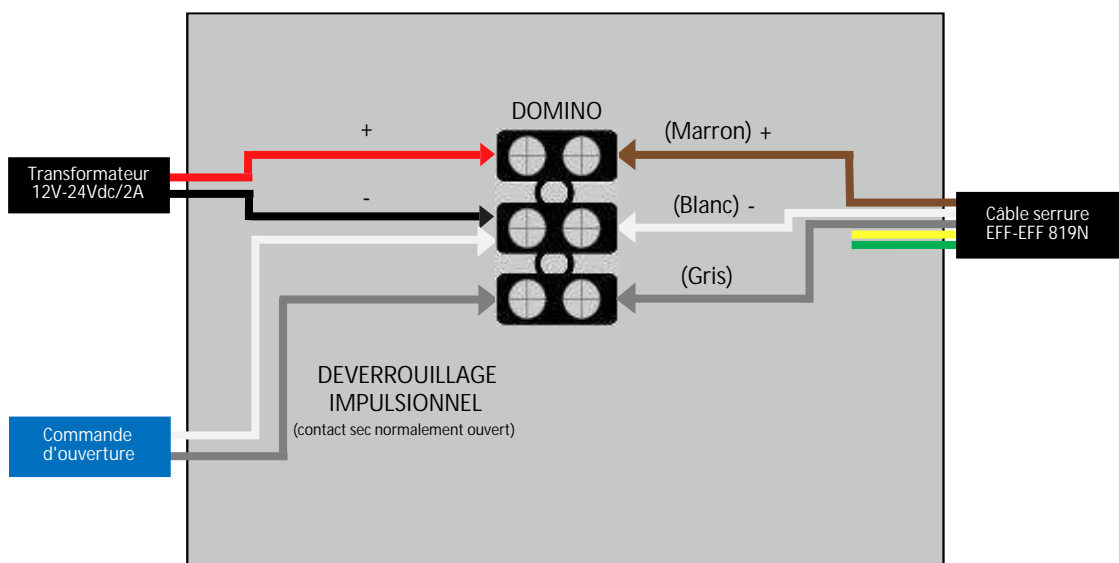 DOMINO
+
(Marron) +
Transformateur
12V-24Vdc/2A
-
(Blanc) -
Câble serrure
EFF-EFF 819N
(Gris)
DEVERROUILLAGE
IMPULSIONNEL
(contact sec normalement ouvert)
Commande
d'ouverture